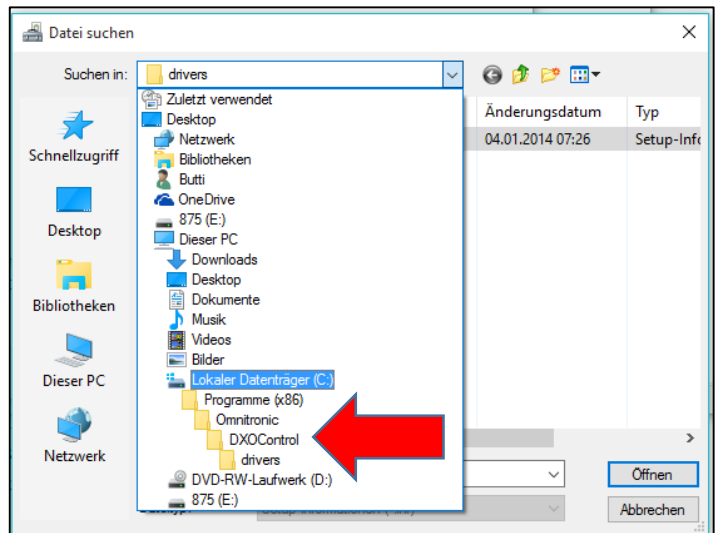 Datei suchen
Suchen in:
drivers
Zuletzt verwendet
Desktop
Netzwerk
Bibliotheken
Butti
OneDrive
875 (E:)
Dieser PC
Downloads
Desktop
Dokumente
Musik
Videos
Bilder
Lokaler Datenträger (C:)
Programme (x86)
Omnitronic
DXOControl
drivers
DVD-RW-Laufwerk (D:)
875 (E:)
Änderungsdatum Typ
04.01.2014 07:26 Setup-Info
Schnellzugriff
Desktop
Bibliotheken
Dieser PC
Netzwerk
Öffnen
Abbrechen